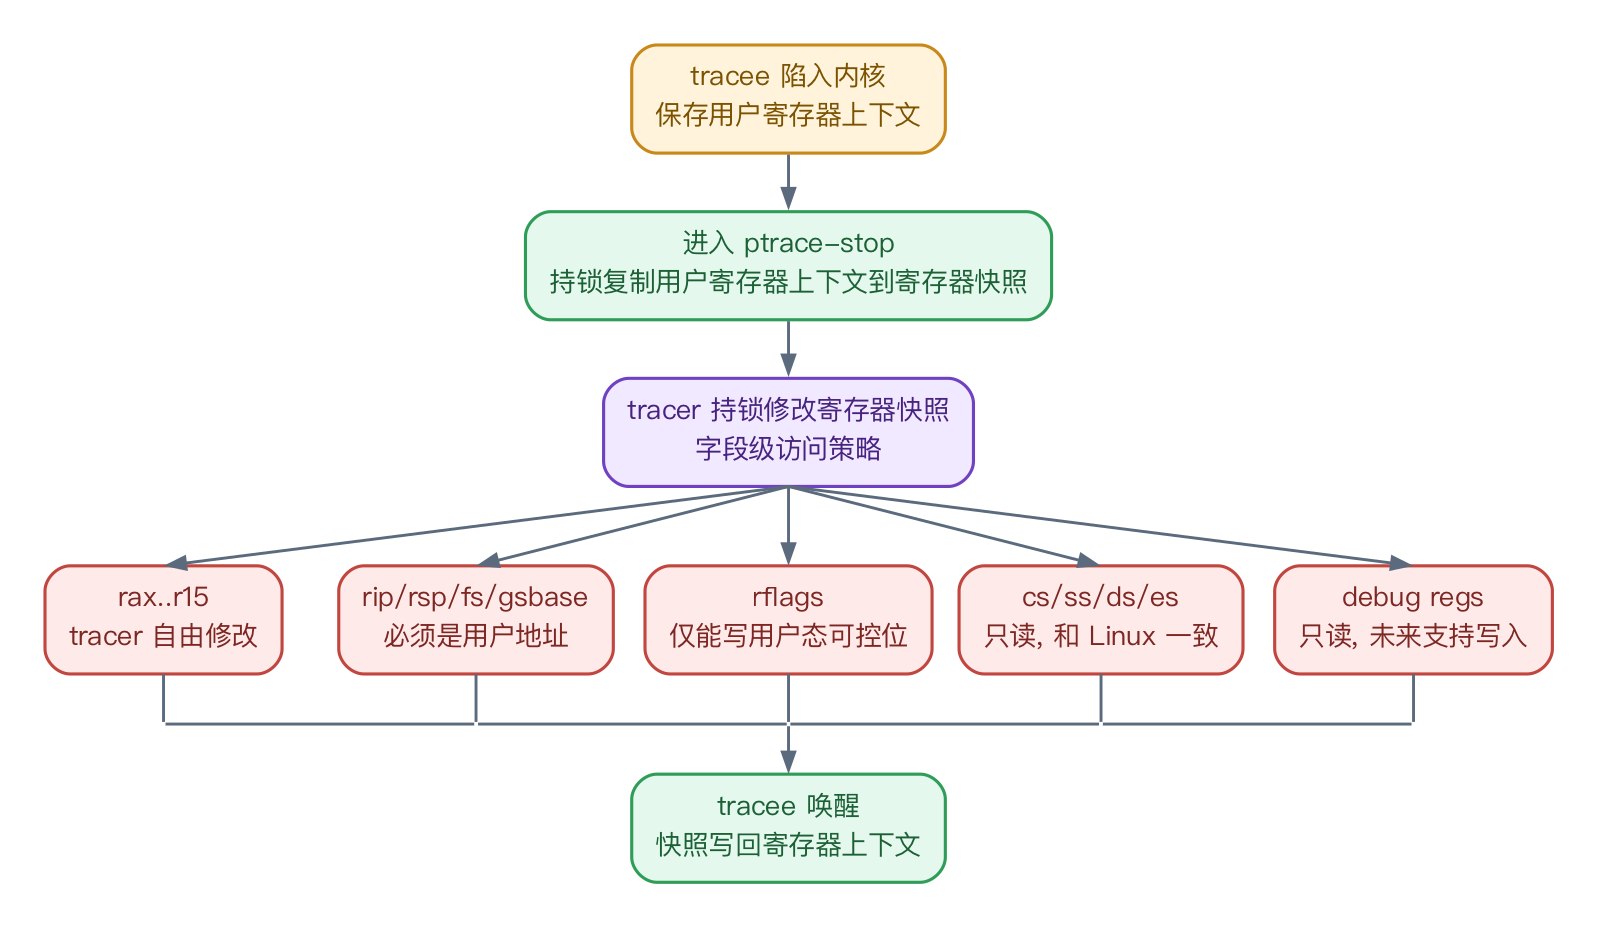 tracee 陷入内核
保存用户寄存器上下文
进入 ptrace-stop
持锁复制用户寄存器上下文到寄存器快照
tracer 持锁修改寄存器快照
字段级访问策略
rax..r15
tracer 自由修改
rip/rsp/fs/gsbase
必须是用户地址
rflags
仅能写用户态可控位
cs/ss/ds/es
只读, 和 Linux 一致
debug regs
只读, 未来支持写入
tracee 唤醒
快照写回寄存器上下文